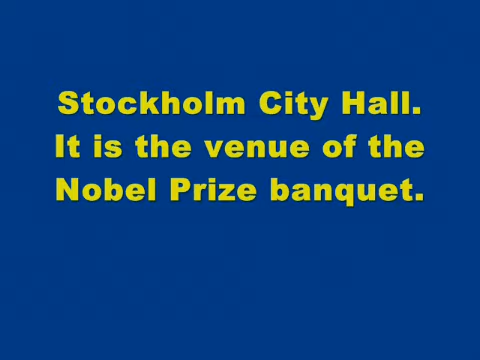 Stockholm City Hall.
It is the venue of the
Nobel Prize banquet.